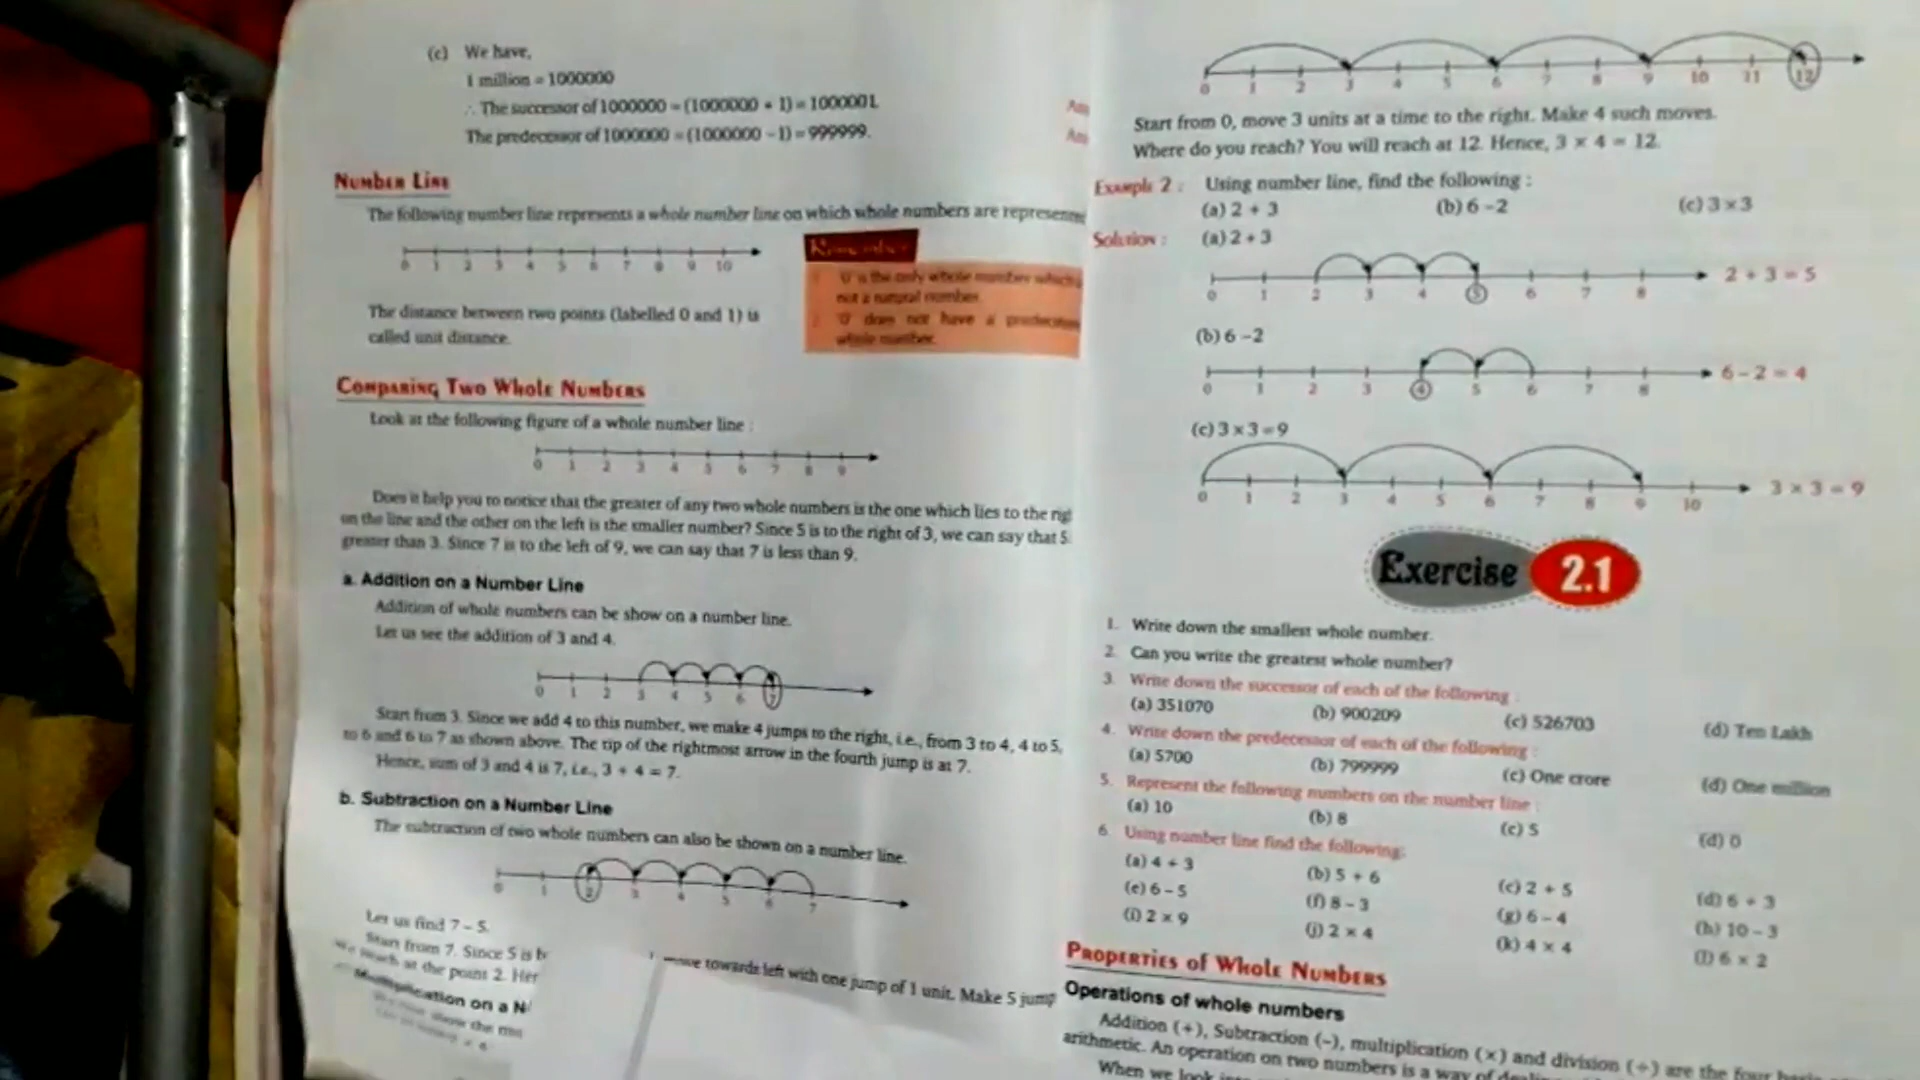 (c) We have,
1 million = 1000000
∴ The successor of 1000000 = (1000000 + 1) = 1000001.
The predecessor of 1000000 = (1000000 - 1) = 999999.
Number Line
The following number line represents a whole number line on which whole numbers are
0 1 2 3 4 5 6 7 8 9 10
Remember
'0' is the only whole number which
not a natural number.
'0' does not have a
whole number.
The distance between two points (labelled 0 and 1) is
called unit distance.
Comparing Two Whole Numbers
Look at the following figure of a whole number line :
0 1 2 3 4 5 6 7 8 9
Does it help you to notice that the greater of any two whole numbers is the one which lies to the
on the line and the other on the left is the smaller number? Since 5 is to the right of 3, we can say that 5
greater than 3. Since 7 is to the left of 9, we can say that 7 is less than 9.
a. Addition on a Number Line
Addition of whole numbers can be show on a number line.
Let us see the addition of 3 and 4.
0 1 2 3 4 5 6 7
Start from 3. Since we add 4 to this number, we make 4 jumps to the right, i.e., from 3 to 4, 4 to 5,
to 6 and 6 to 7 as shown above. The tip of the rightmost arrow in the fourth jump is at 7.
Hence, sum of 3 and 4 is 7, i.e., 3 + 4 = 7.
b. Subtraction on a Number Line
The subtraction of two whole numbers can also be shown on a number line.
0 1 2 3 4 5 6 7
Let us find 7 - 5.
Start from 7. Since 5 is
move towards left with one jump of 1 unit. Make 5 jump
reach at the point 2.
on a
0 1 2 3 4 5 6 7 8 9 10 11 12
Start from 0, move 3 units at a time to the right. Make 4 such moves.
Where do you reach? You will reach at 12. Hence, 3 × 4 = 12.
Example 2 : Using number line, find the following :
(a) 2 + 3 (b) 6 - 2 (c) 3 × 3
Solution : (a) 2 + 3
0 1 2 3 4 5 6 7 8
2 + 3 = 5
(b) 6 - 2
0 1 2 3 4 5 6 7 8
6 - 2 = 4
(c) 3 × 3 = 9
0 1 2 3 4 5 6 7 8 9 10
3 × 3 = 9
Exercise 2.1
1. Write down the smallest whole number.
2. Can you write the greatest whole number?
3. Write down the successor of each of the following :
(a) 351070 (b) 900209 (c) 526703 (d) Ten Lakh
4. Write down the predecessor of each of the following :
(a) 5700 (b) 799999 (c) One crore (d) One million
5. Represent the following numbers on the number line :
(a) 10 (b) 8 (c) 5 (d) 0
6. Using number line find the following:
(a) 4 + 3 (b) 5 + 6 (c) 2 + 5 (d) 6 + 3
(e) 6 - 5 (f) 8 - 3 (g) 6 - 4 (h) 10 - 3
(i) 2 × 9 (j) 2 × 4 (k) 4 × 4 (l) 6 × 2
Properties of Whole Numbers
Operations of whole numbers
Addition (+), Subtraction (-), multiplication (×) and division (÷) are the four
arithmetic. An operation on two numbers is a way of
When we look